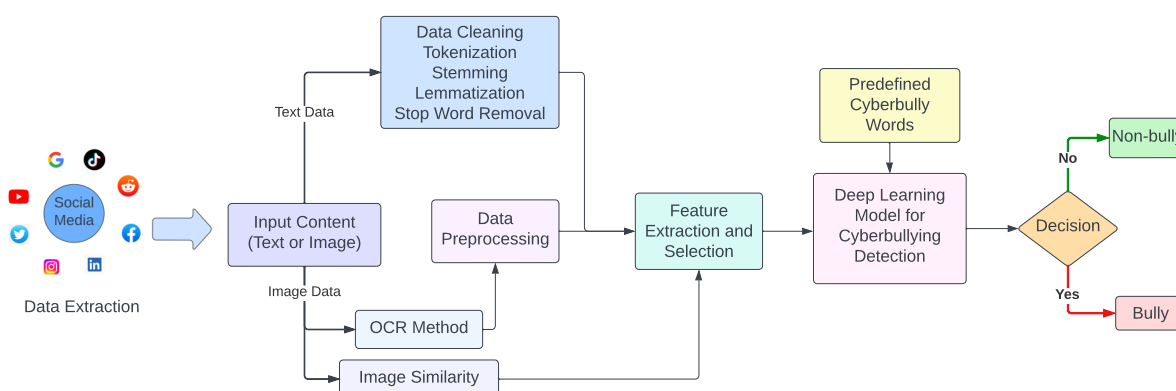 Data Cleaning
Tokenization
Stemming
Lemmatization
Stop Word Removal
Text Data
Predefined
Cyberbully
Words
Non-bully
No
Social
Media
Input Content
(Text or Image)
Data
Preprocessing
Feature
Extraction and
Selection
Deep Learning
Model for
Cyberbullying
Detection
Decision
Image Data
Yes
Data Extraction
OCR Method
Bully
Image Similarity